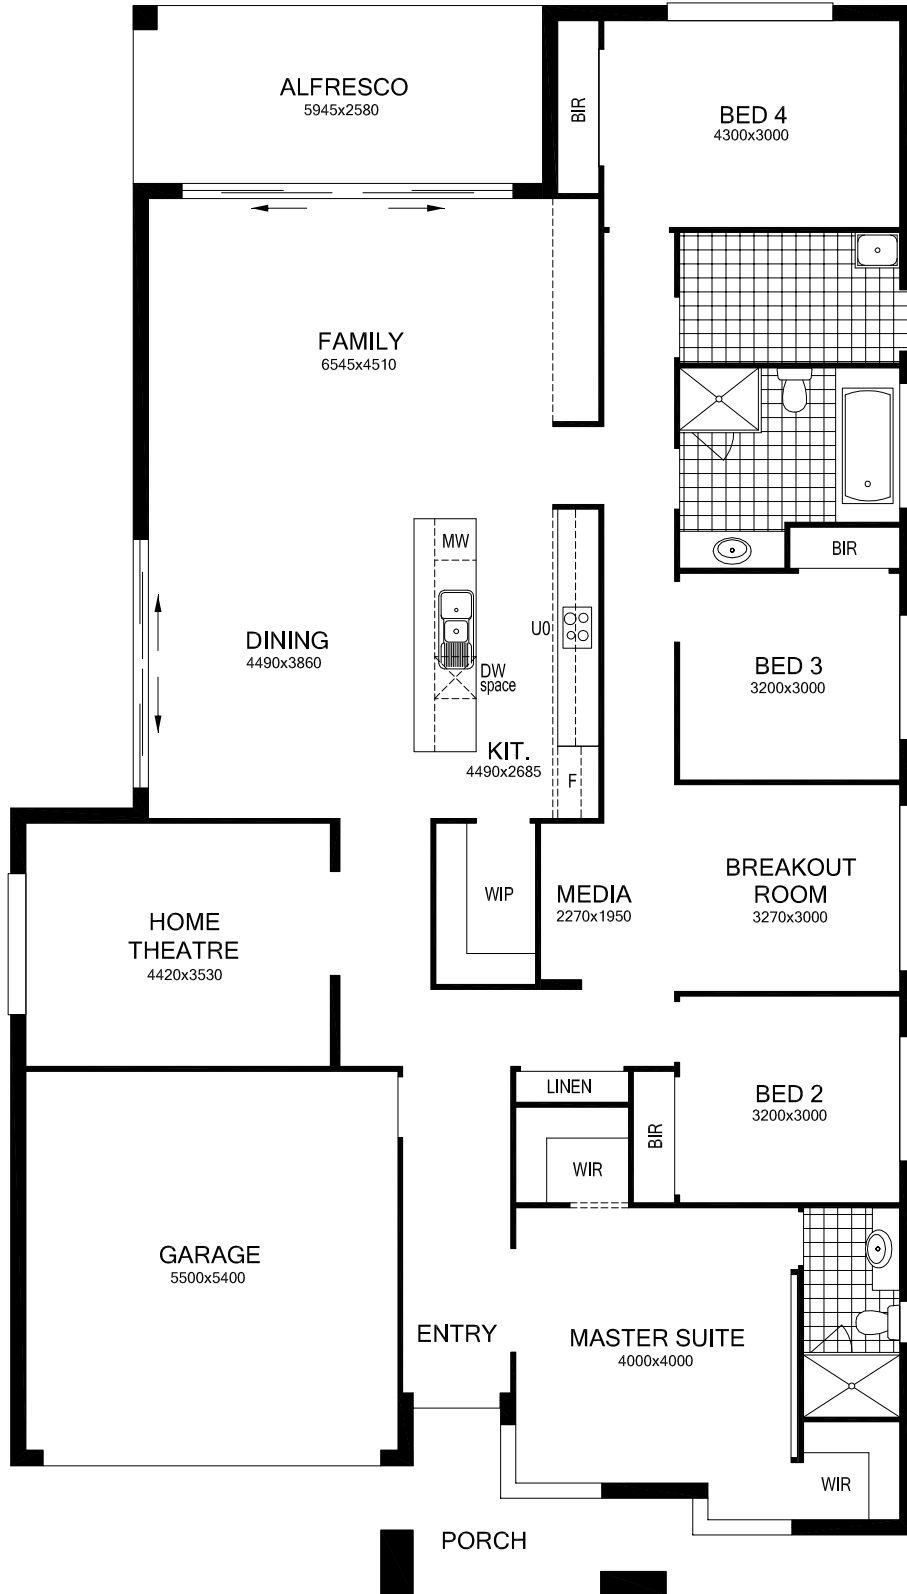 ALFRESCO
5945x2580
BIR
BED 4
4300x3000
FAMILY
6545x4510
MW
BIR
U0
DINING
4490x3860
DW
space
BED 3
3200x3000
KIT.
4490x2685
F
HOME
THEATRE
4420x3530
WIP
MEDIA
2270x1950
BREAKOUT
ROOM
3270x3000
LINEN
BED 2
3200x3000
BIR
WIR
GARAGE
5500x5400
ENTRY
MASTER SUITE
4000x4000
WIR
PORCH